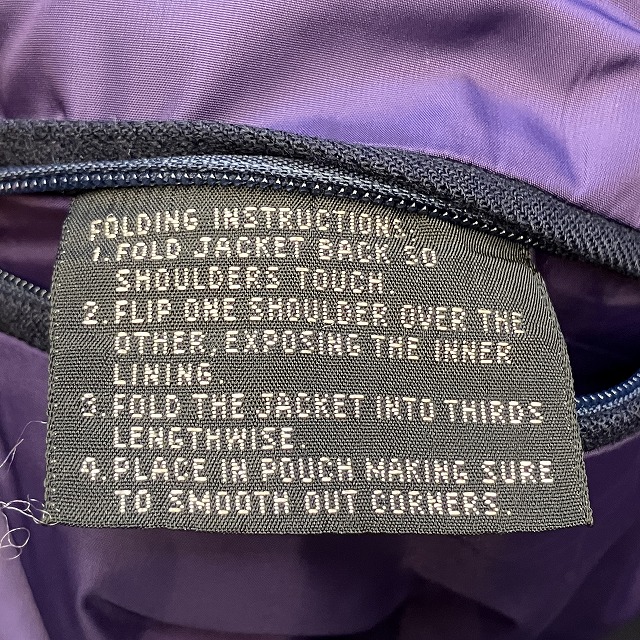 FOLDING INSTRUCTIONS.
1. FOLD JACKET BACK SO
SHOULDERS TOUCH
2. FLIP ONE SHOULDER OVER THE
OTHER, EXPOSING THE INNER
LINING.
3. FOLD THE JACKET INTO THIRDS
LENGTHWISE.
4. PLACE IN POUCH MAKING SURE
TO SMOOTH OUT CORNERS.